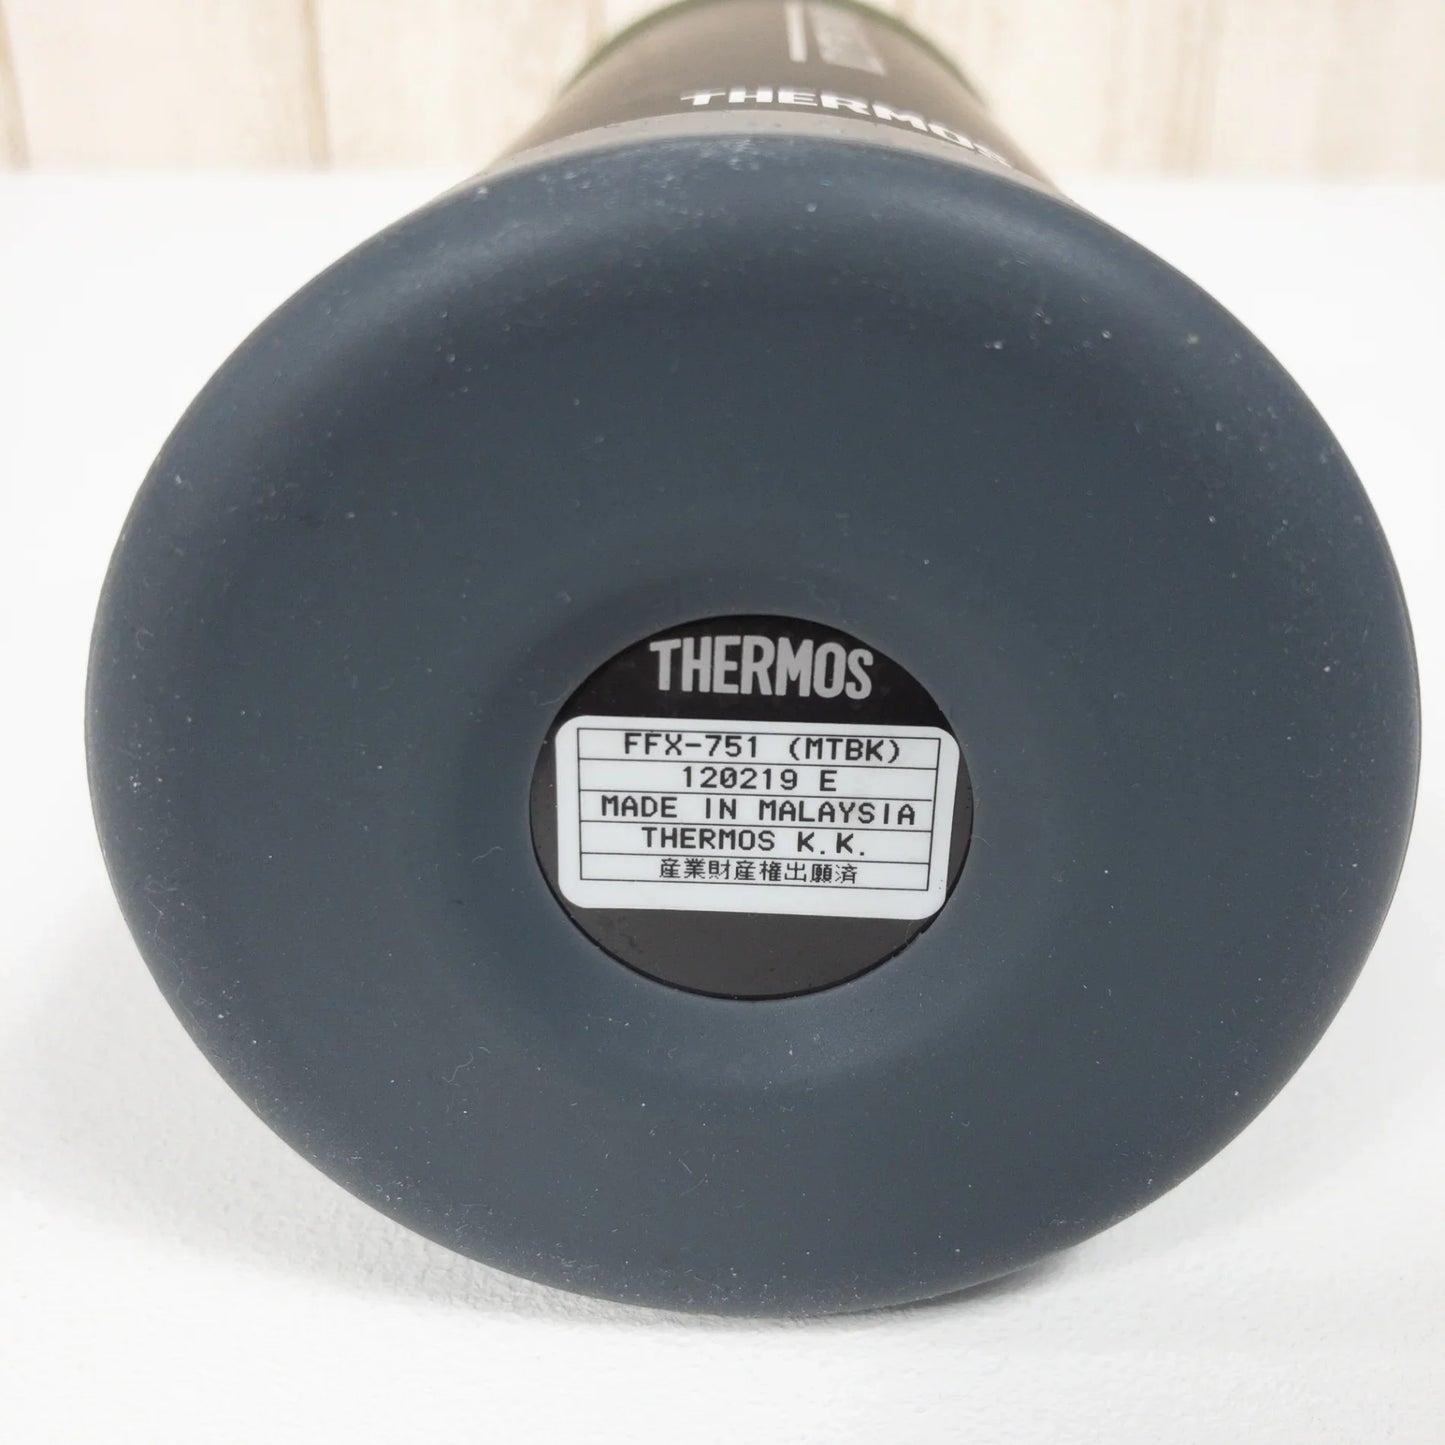 THERMOS
THERMOS
FFX-751 (MTBK)
120219 E
MADE IN MALAYSIA
THERMOS K.K.
産業財産権出願済